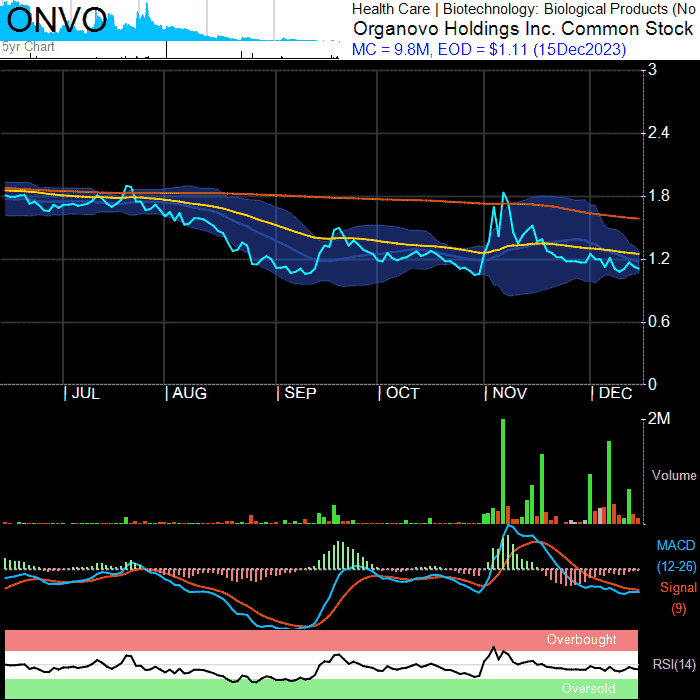 ONVO
Health Care | Biotechnology: Biological Products (No
Organovo Holdings Inc. Common Stock
5yr Chart
MC = 9.8M, EOD = $1.11 (15Dec2023)
3
2.4
1.8
1.2
0.6
0
| JUL | AUG | SEP | OCT | NOV | DEC
2M
Volume
MACD
(12-26)
Signal
(9)
Overbought
RSI(14)
Oversold